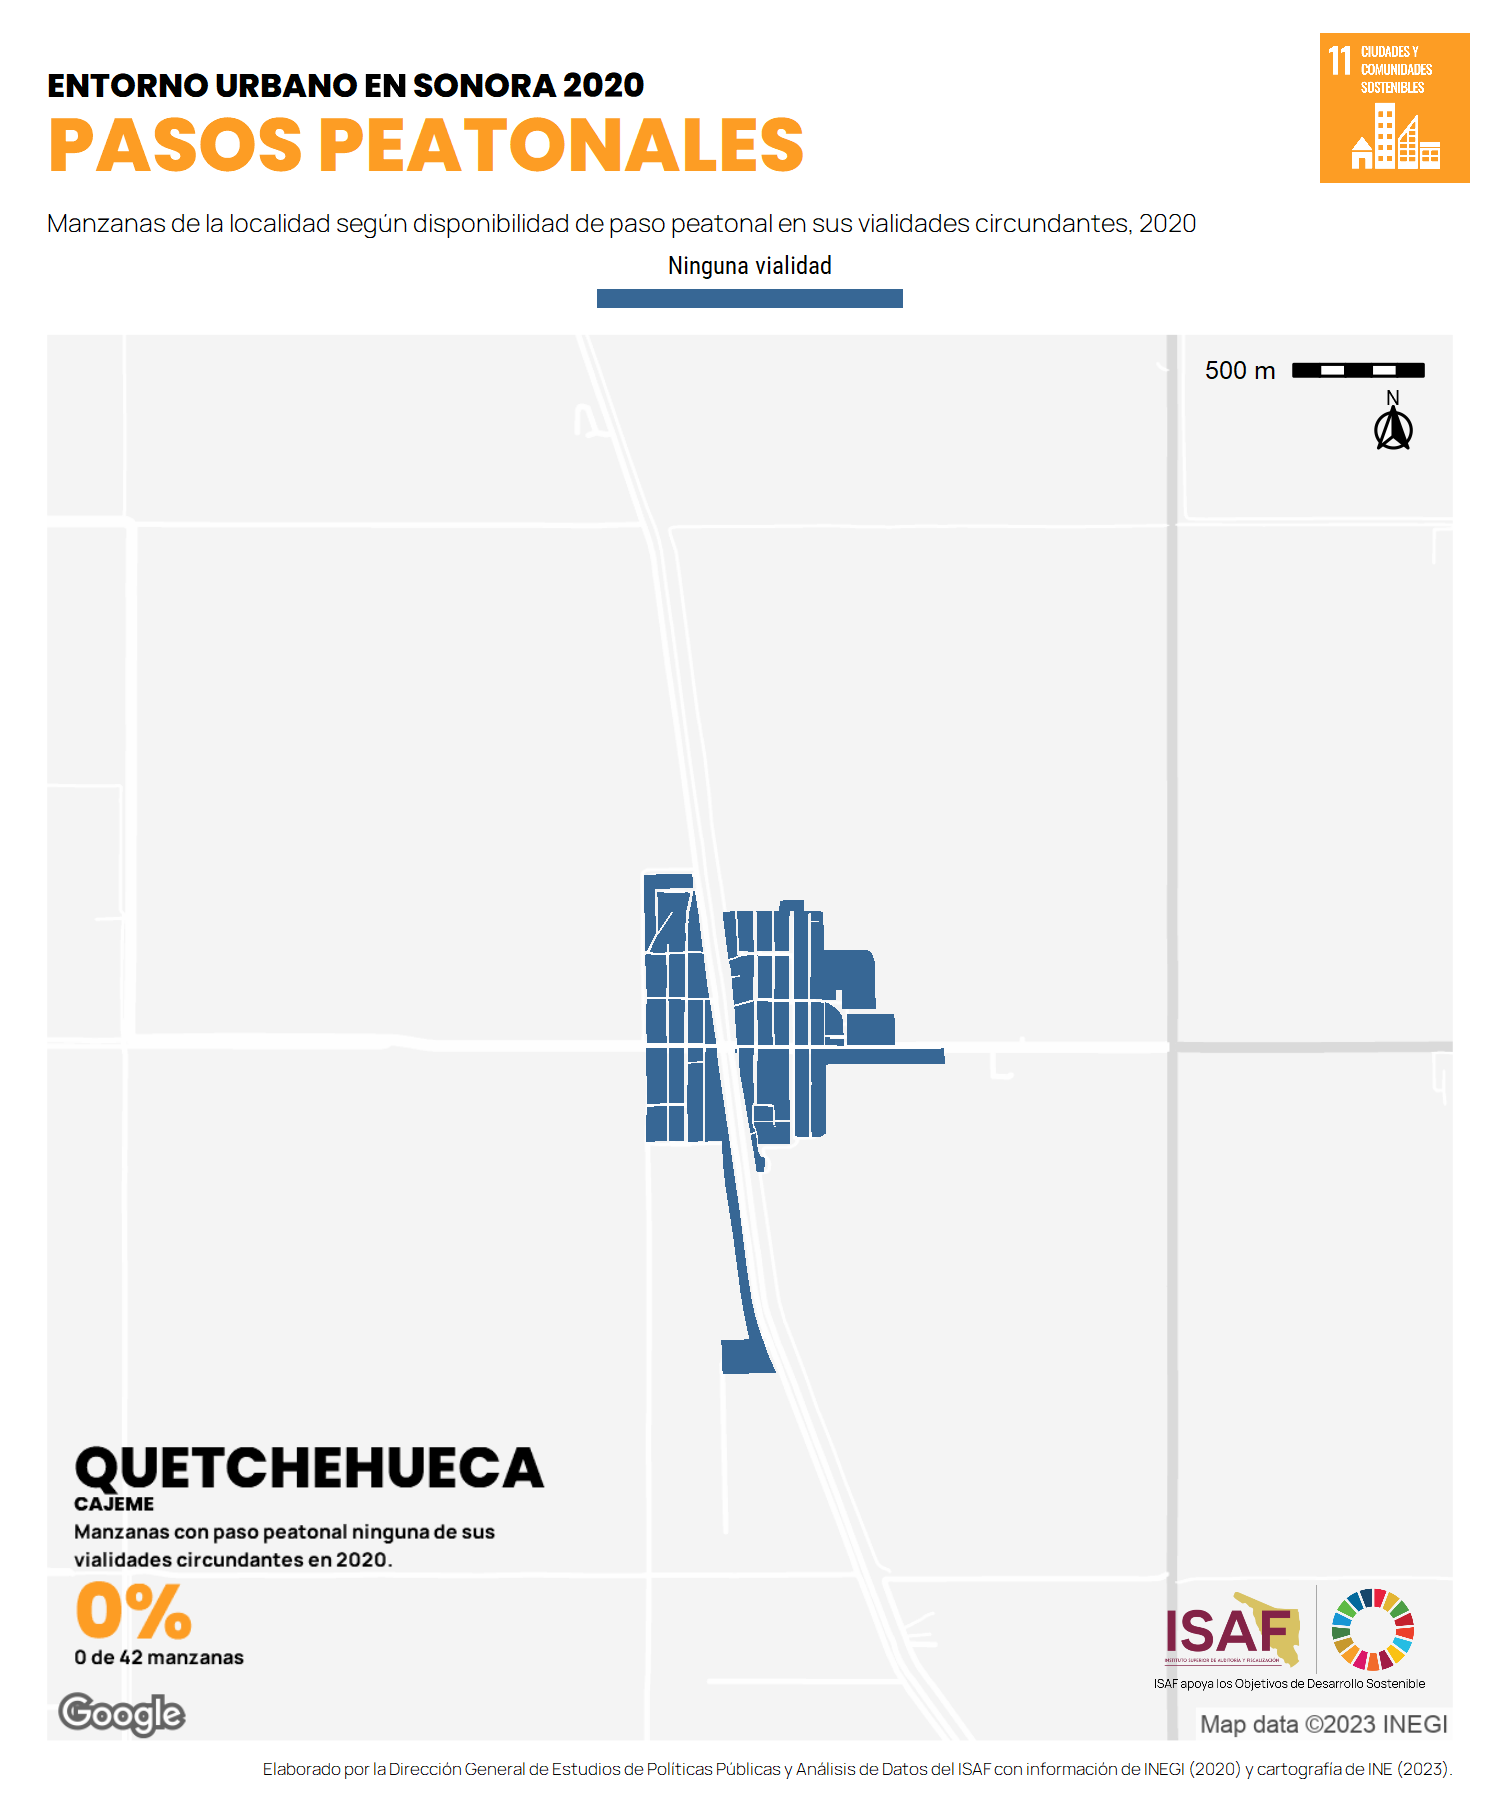 ENTORNO URBANO EN SONORA 2020
PASOS PEATONALES
11 CIUDADES Y
COMUNIDADES
SOSTENIBLES
Manzanas de la localidad según disponibilidad de paso peatonal en sus vialidades circundantes, 2020
Ninguna vialidad
500 m
N
QUETCHEHUECA
CAJEME
Manzanas con paso peatonal ninguna de sus
vialidades circundantes en 2020.
0%
0 de 42 manzanas
Google
ISAF
INSTITUTO SUPERIOR DE AUDITORÍA Y FISCALIZACIÓN
ISAF apoya los Objetivos de Desarrollo Sostenible
Map data ©2023 INEGI
Elaborado por la Dirección General de Estudios de Políticas Públicas y Análisis de Datos del ISAF con información de INEGI (2020) y cartografía de INE (2023).